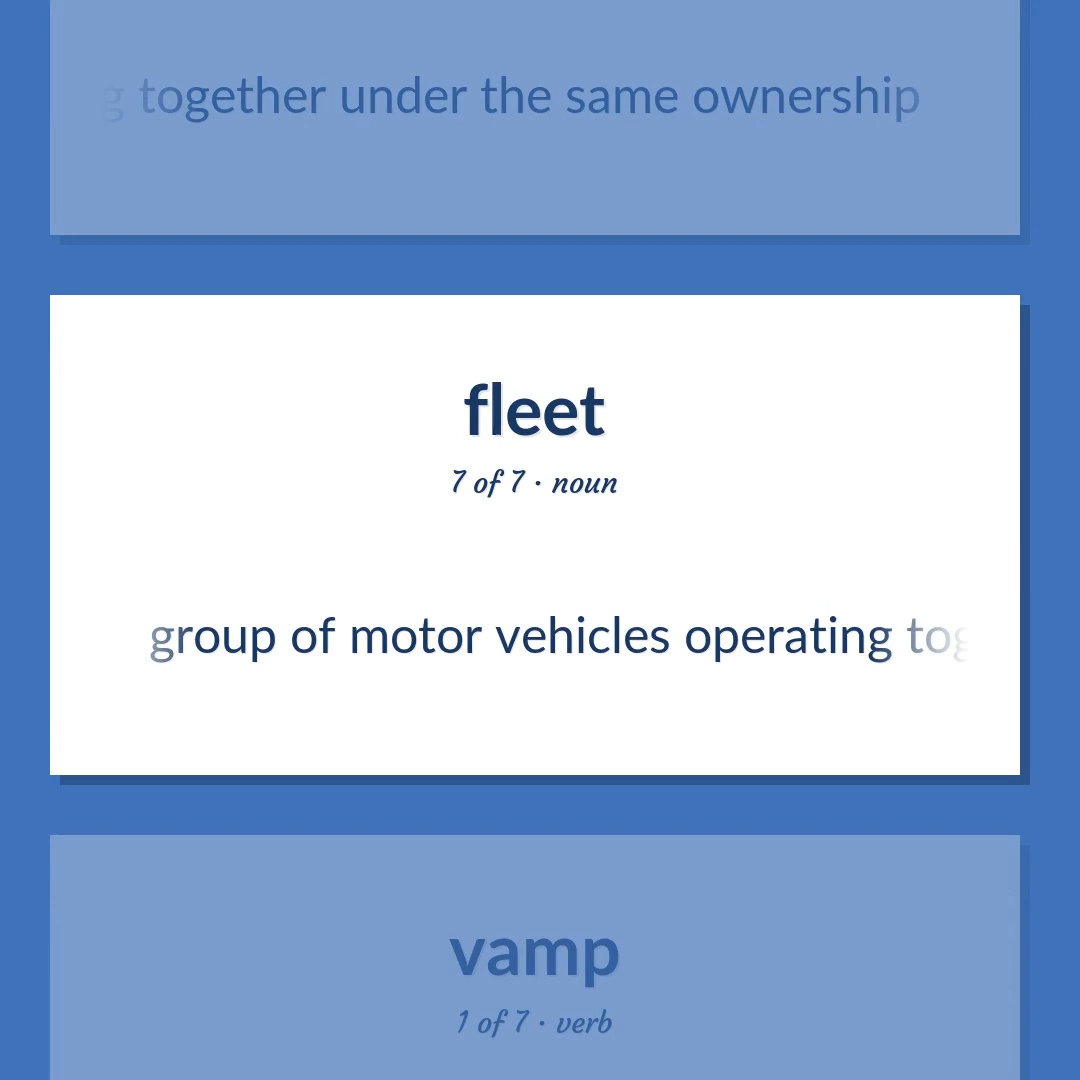 g together under the same ownership
fleet
7 of 7 · noun
group of motor vehicles operating tog
vamp
1 of 7 · verb